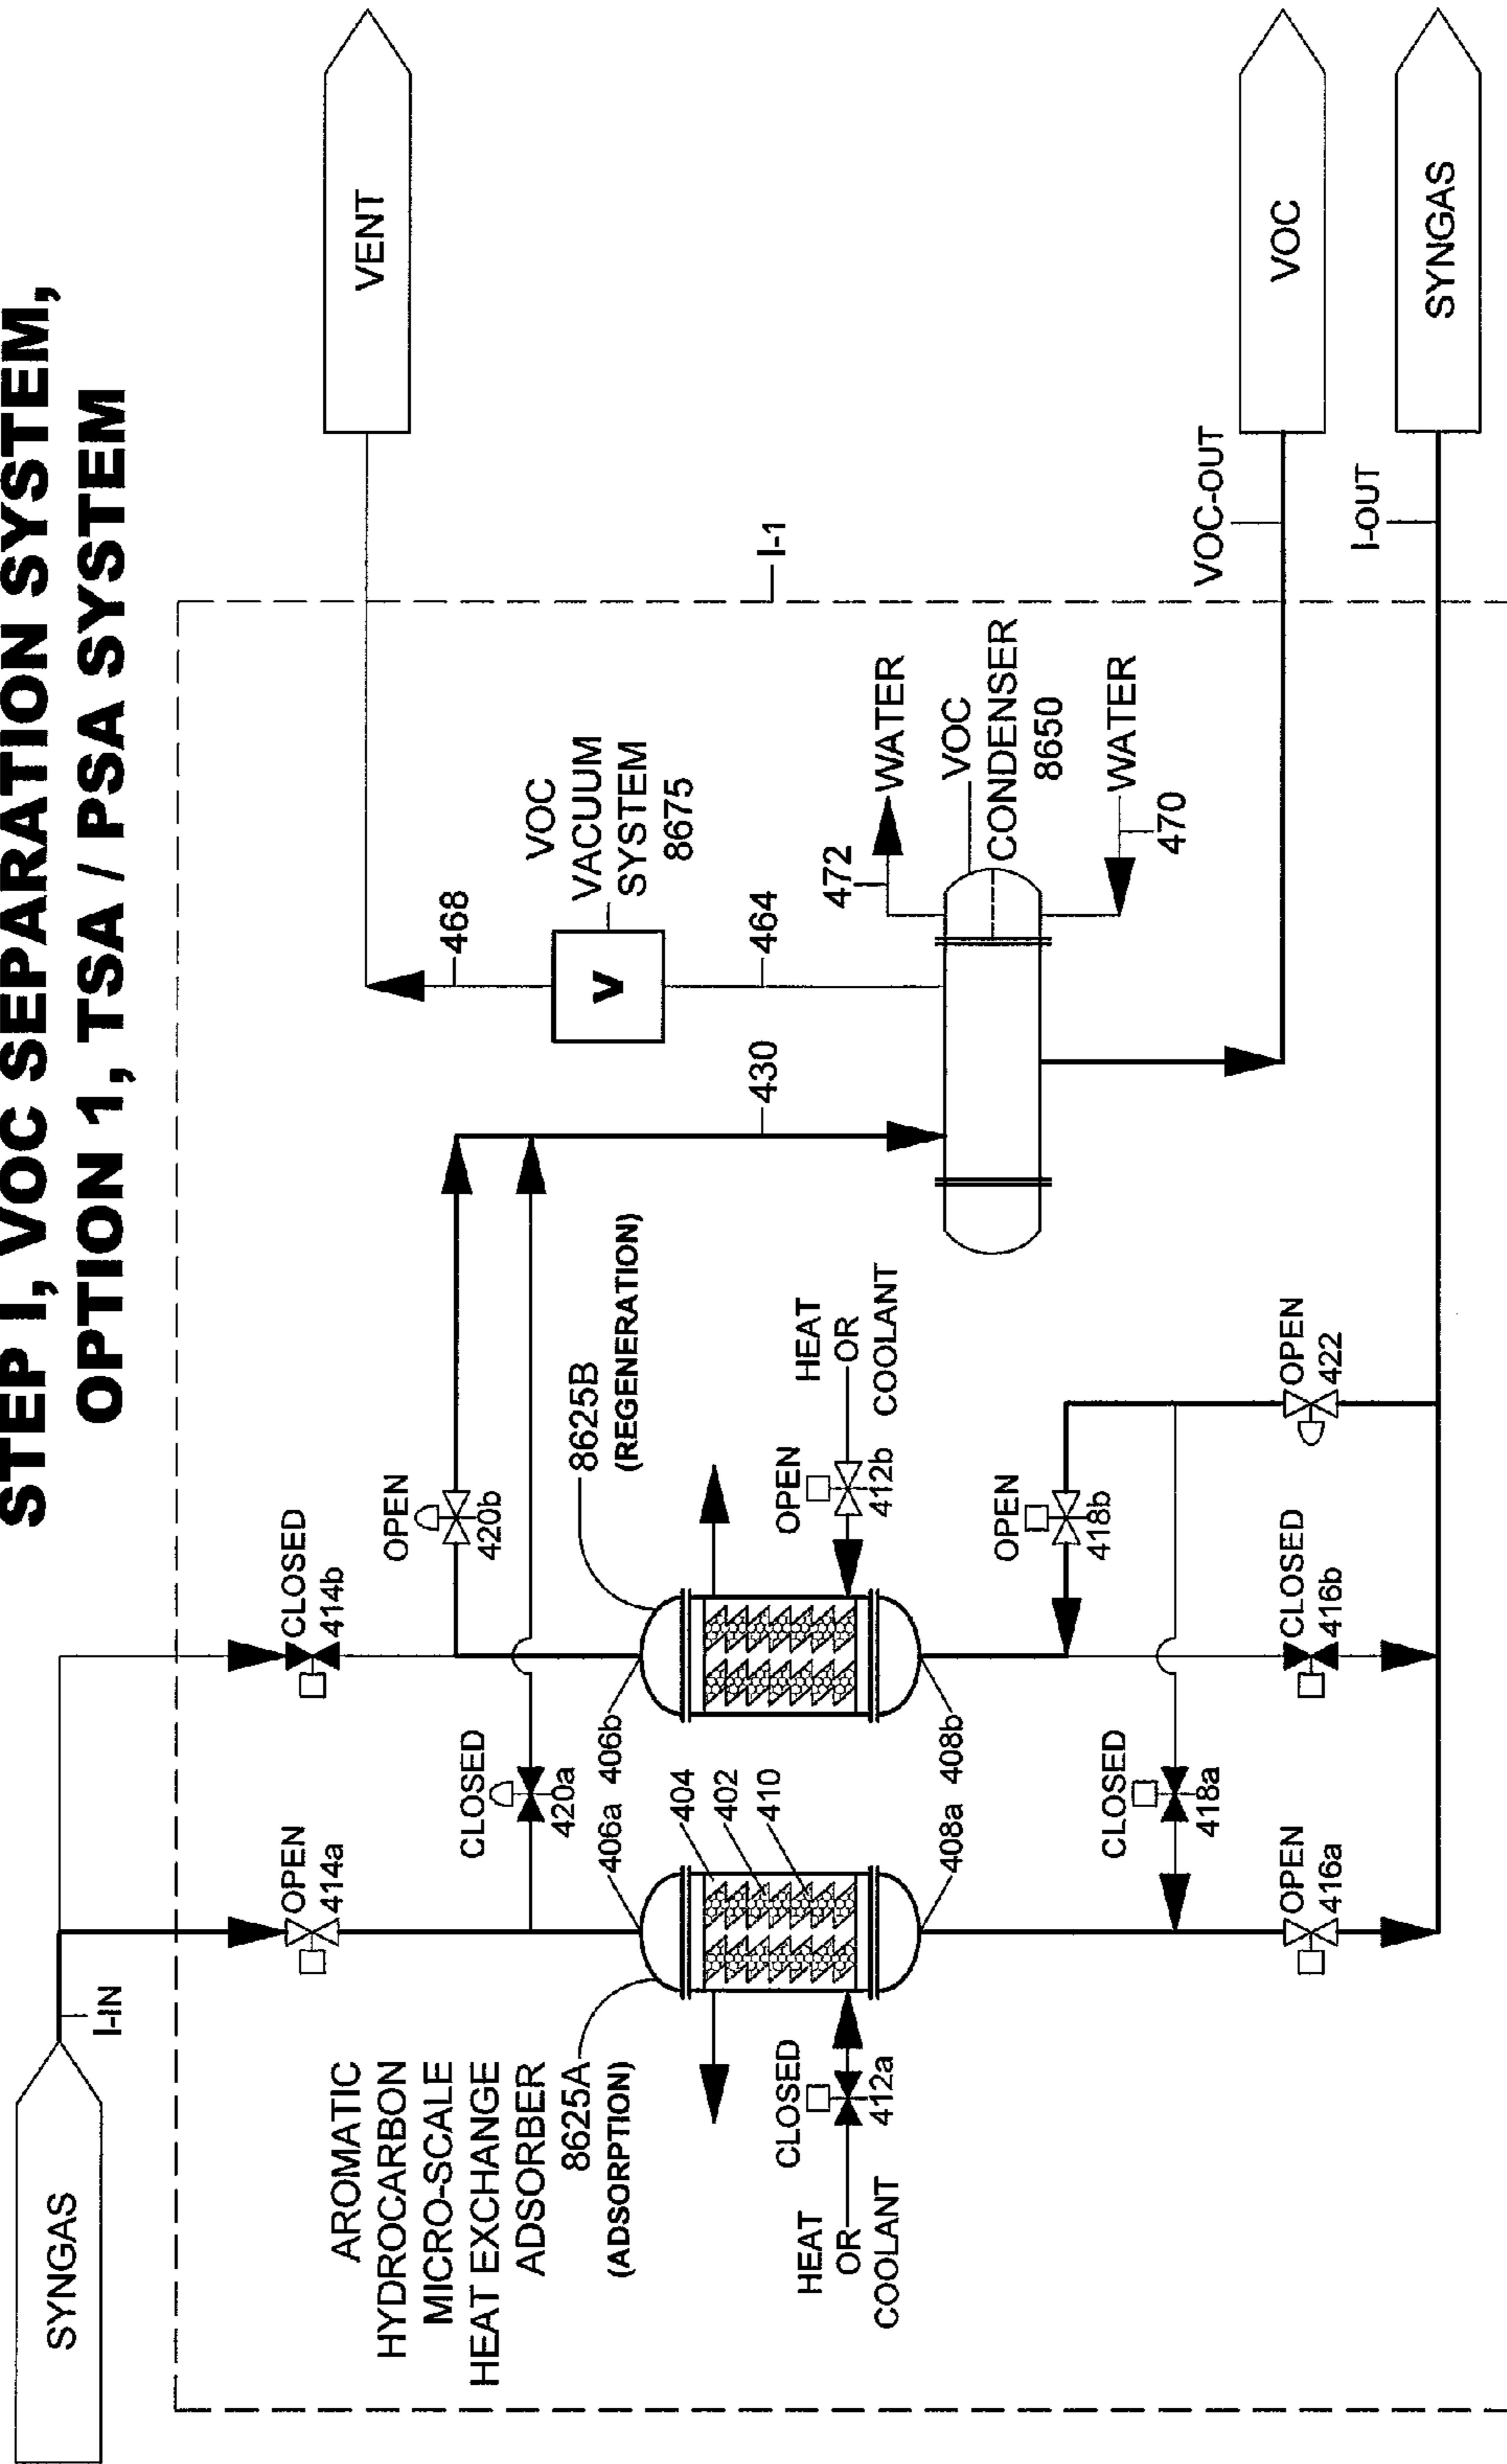 STEP I, VOC SEPARATION SYSTEM,
OPTION 1, TSA / PSA SYSTEM
SYNGAS
I-IN
VENT
OPEN
414a
CLOSED
414b
OPEN
420b
CLOSED
420a
468
VOC
VACUUM
SYSTEM
8675
V
464
430
I-1
AROMATIC
HYDROCARBON
MICRO-SCALE
HEAT EXCHANGE
ADSORBER
8625A
(ADSORPTION)
8625B
(REGENERATION)
406a
406b
404
402
410
408a
408b
HEAT
OR
COOLANT
CLOSED
412a
OPEN
412b
HEAT
OR
COOLANT
472
WATER
VOC
CONDENSER
8650
WATER
470
CLOSED
418a
OPEN
418b
OPEN
416a
CLOSED
416b
OPEN
422
VOC-OUT
VOC
I-OUT
SYNGAS